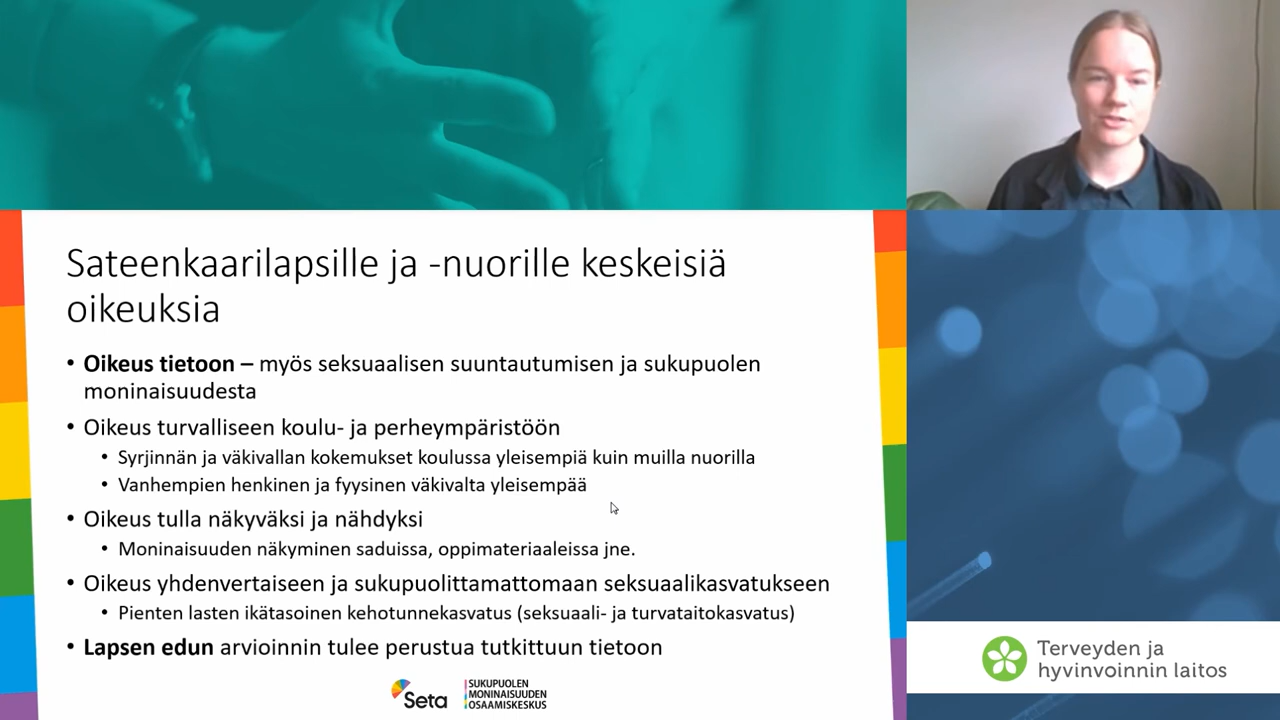 Sateenkaarilapsille ja -nuorille keskeisiä
oikeuksia
• Oikeus tietoon – myös seksuaalisen suuntautumisen ja sukupuolen
moninaisuudesta
• Oikeus turvalliseen koulu- ja perheympäristöön
• Syrjinnän ja väkivallan kokemukset koulussa yleisempiä kuin muilla nuorilla
• Vanhempien henkinen ja fyysinen väkivalta yleisempää
• Oikeus tulla näkyväksi ja nähdyksi
• Moninaisuuden näkyminen saduissa, oppimateriaaleissa jne.
• Oikeus yhdenvertaiseen ja sukupuolittamattomaan seksuaalikasvatukseen
• Pienten lasten ikätasoinen kehotunnekasvatus (seksuaali- ja turvataitokasvatus)
• Lapsen edun arvioinnin tulee perustua tutkittuun tietoon
Seta
SUKUPUOLEN
MONINAISUUDEN
OSAAMISKESKUS
Terveyden ja
hyvinvoinnin laitos